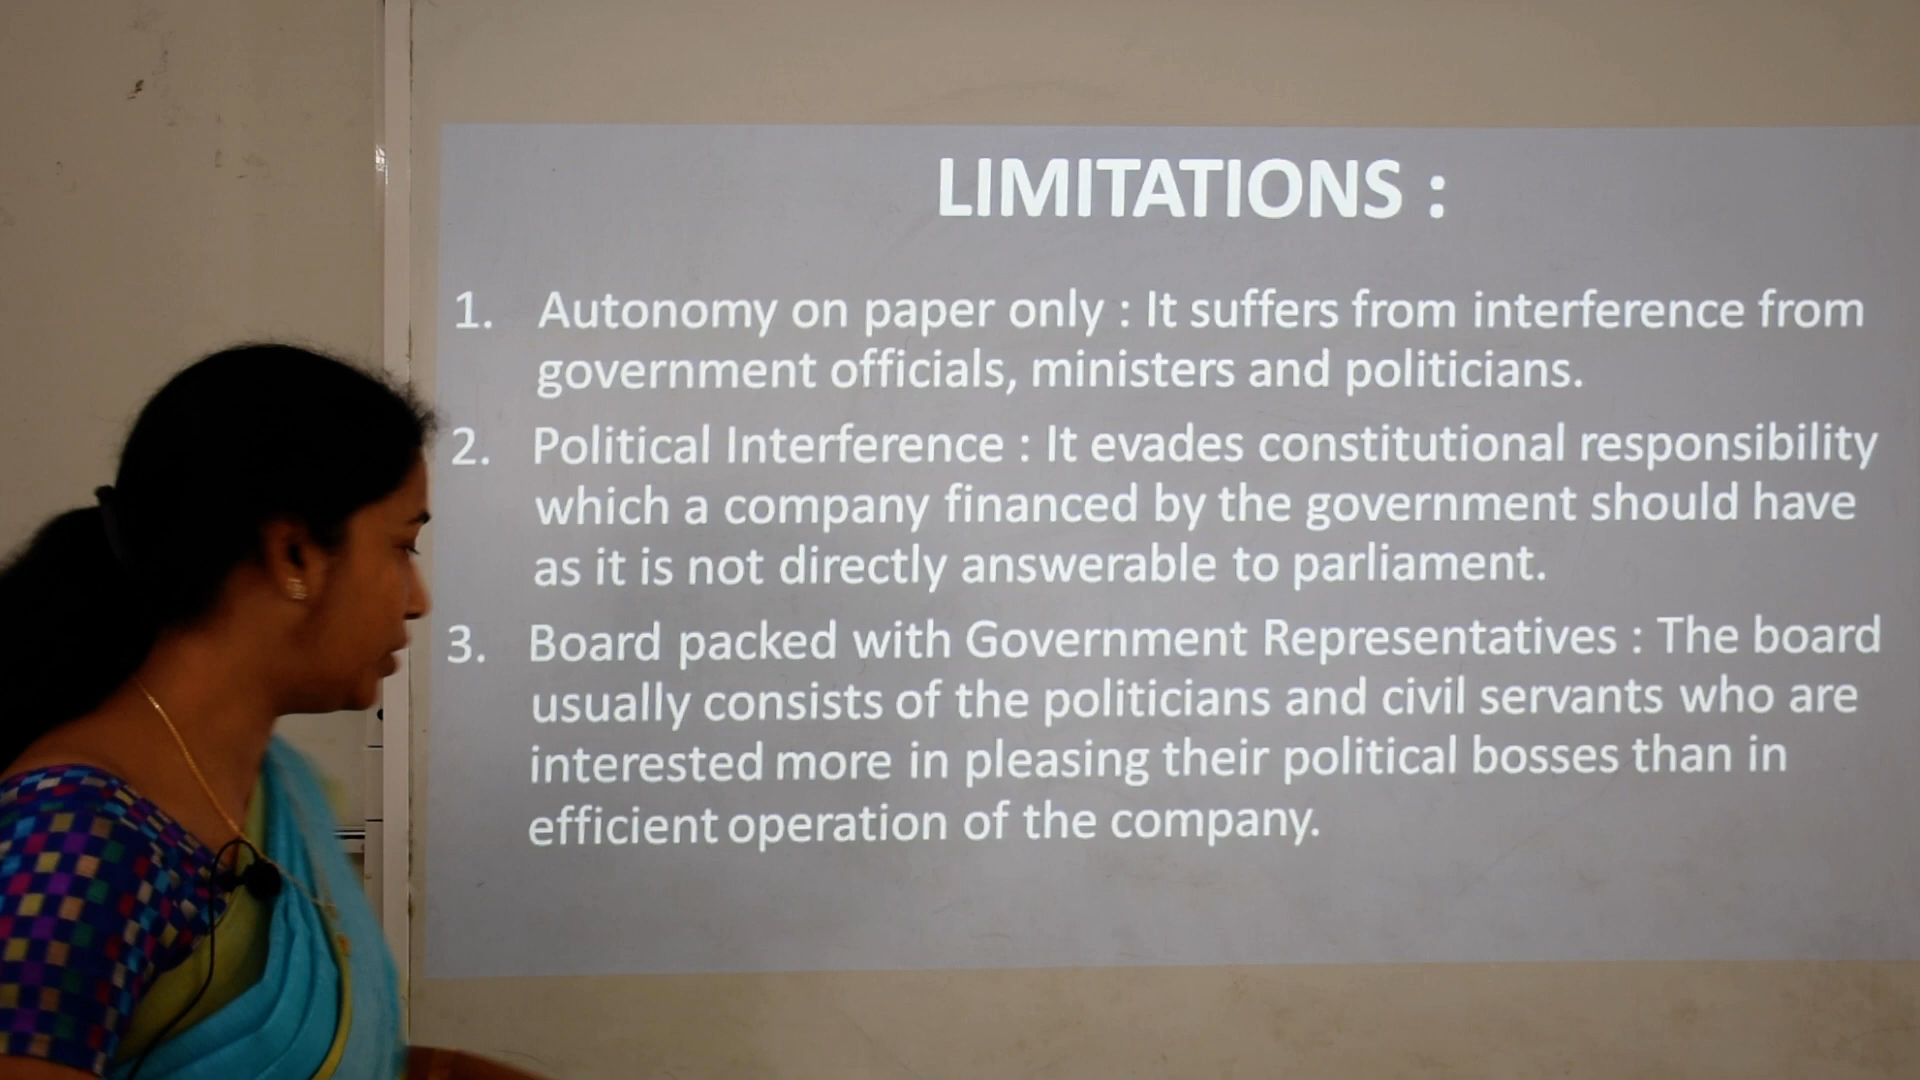 LIMITATIONS :
1. Autonomy on paper only : It suffers from interference from
government officials, ministers and politicians.
2. Political Interference : It evades constitutional responsibility
which a company financed by the government should have
as it is not directly answerable to parliament.
3. Board packed with Government Representatives : The board
usually consists of the politicians and civil servants who are
interested more in pleasing their political bosses than in
efficient operation of the company.